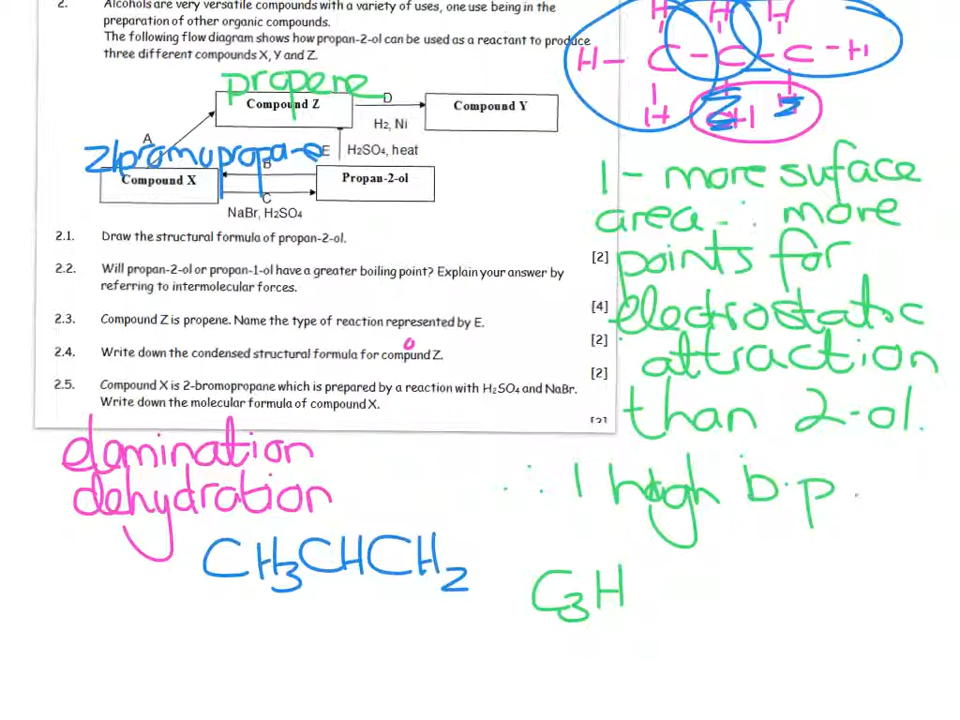 2. Alcohols are very versatile compounds with a variety of uses, one use being in the
preparation of other organic compounds.
The following flow diagram shows how propan-2-ol can be used as a reactant to produce
three different compounds X, Y and Z.
H H H
H - C - C - C - H
H
propene
Compound Z
D
H2, Ni
Compound Y
A
E
H2SO4, heat
B
Compound X
Propan-2-ol
C
NaBr, H2SO4
2.1. Draw the structural formula of propan-2-ol.
[2]
2.2. Will propan-2-ol or propan-1-ol have a greater boiling point? Explain your answer by
referring to intermolecular forces.
[4]
2.3. Compound Z is propene. Name the type of reaction represented by E.
[2]
2.4. Write down the condensed structural formula for compund Z.
o
[2]
2.5. Compound X is 2-bromopropane which is prepared by a reaction with H2SO4 and NaBr.
Write down the molecular formula of compound X.
[2]
1 - more suface
area ∴ more
points for
electrostatic
attraction
than 2-ol.
∴ 1 high b.p.
dehydration
CH3CHCH2
C3H